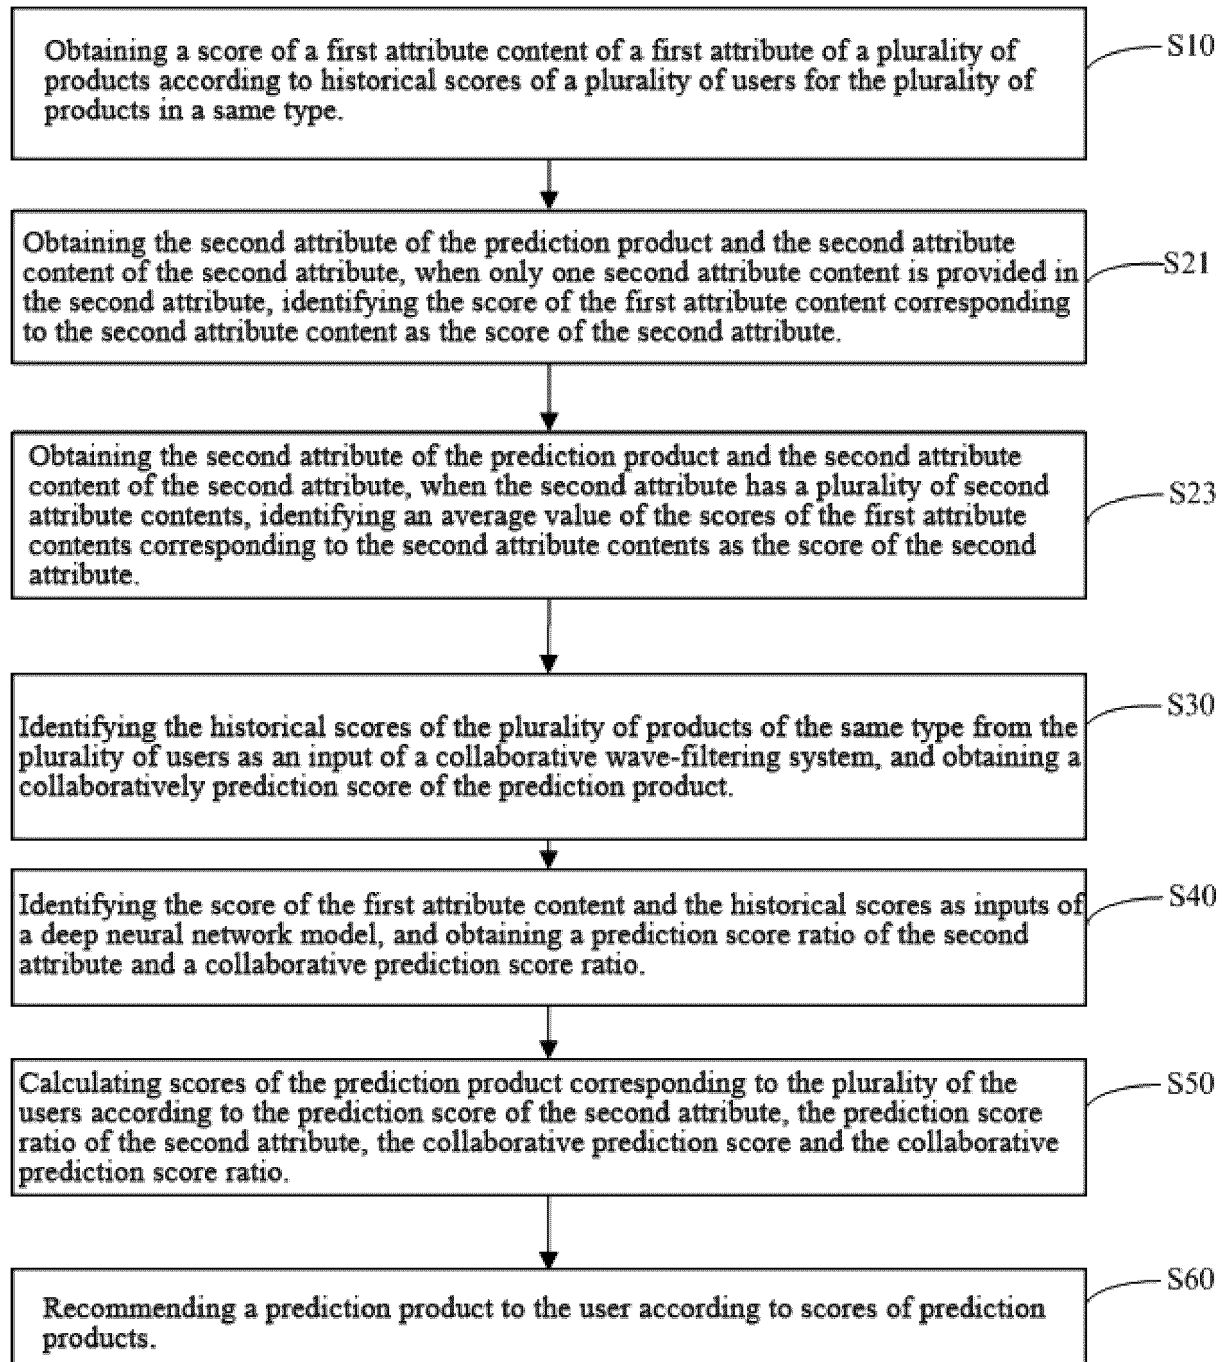 Obtaining a score of a first attribute content of a first attribute of a plurality of
products according to historical scores of a plurality of users for the plurality of
products in a same type.
S10
Obtaining the second attribute of the prediction product and the second attribute
content of the second attribute, when only one second attribute content is provided in
the second attribute, identifying the score of the first attribute content corresponding
to the second attribute content as the score of the second attribute.
S21
Obtaining the second attribute of the prediction product and the second attribute
content of the second attribute, when the second attribute has a plurality of second
attribute contents, identifying an average value of the scores of the first attribute
contents corresponding to the second attribute contents as the score of the second
attribute.
S23
Identifying the historical scores of the plurality of products of the same type from the
plurality of users as an input of a collaborative wave-filtering system, and obtaining a
collaboratively prediction score of the prediction product.
S30
Identifying the score of the first attribute content and the historical scores as inputs of
a deep neural network model, and obtaining a prediction score ratio of the second
attribute and a collaborative prediction score ratio.
S40
Calculating scores of the prediction product corresponding to the plurality of the
users according to the prediction score of the second attribute, the prediction score
ratio of the second attribute, the collaborative prediction score and the collaborative
prediction score ratio.
S50
Recommending a prediction product to the user according to scores of prediction
products.
S60